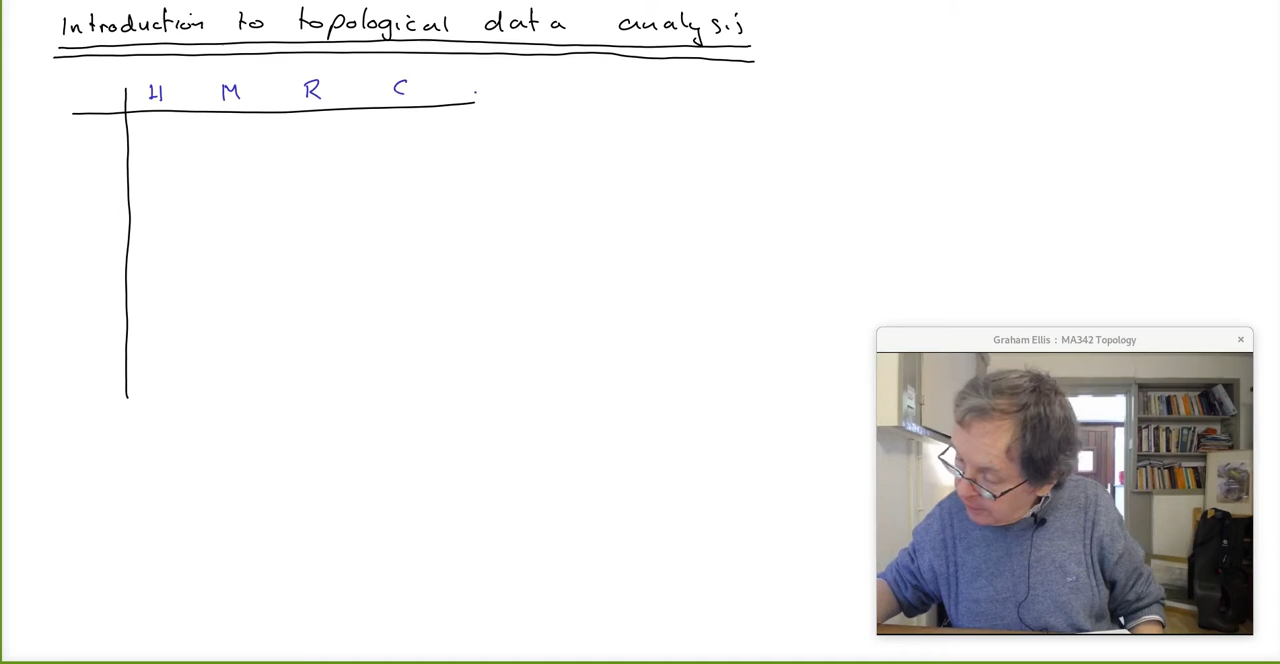 Introduction to topological data analysis
H M R C
Graham Ellis : MA342 Topology